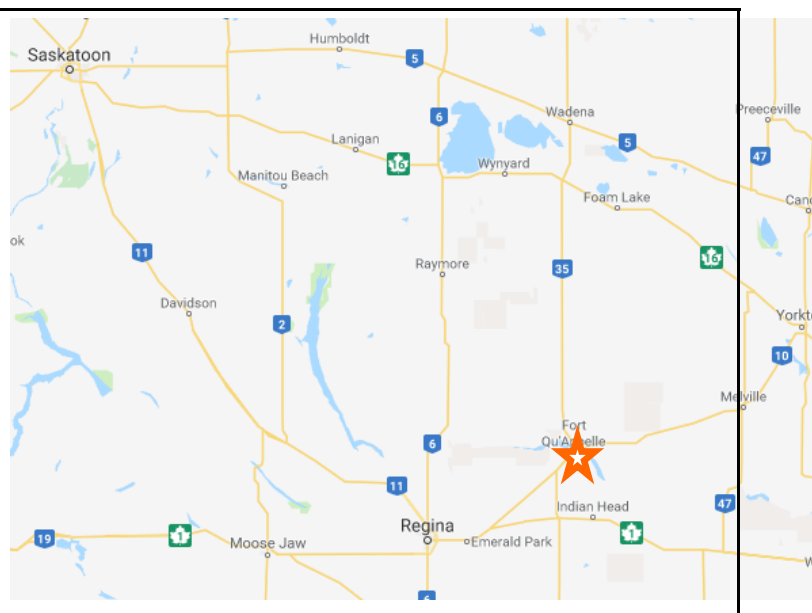 Humboldt
Saskatoon
5
Preeceville
6
Wadena
Lanigan
5
16
47
Wynyard
Manitou Beach
Foam Lake
Cano
ok
11
Raymore
16
35
Davidson
2
Yorkt
10
Melville
Fort
Qu'Appelle
6
11
47
Indian Head
Regina
19
1
1
Moose Jaw
Emerald Park
W
6